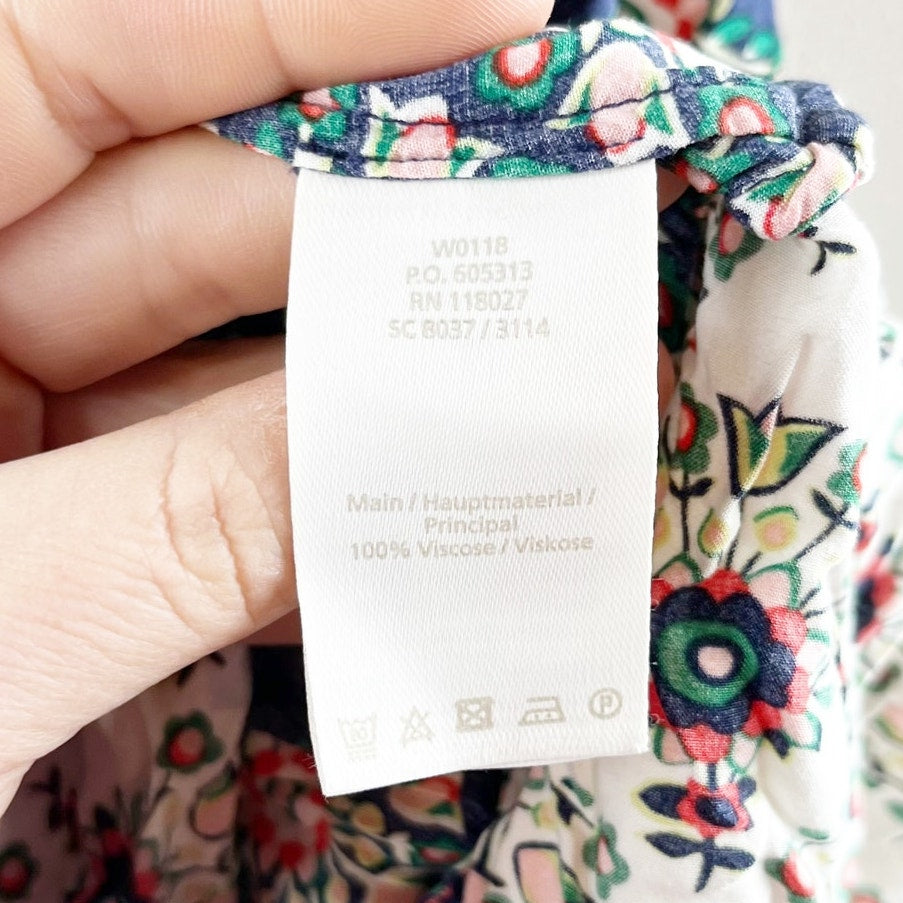 W0118
P.O. 605313
RN 118027
SC 8037 / 3114
Main / Hauptmaterial /
Principal
100% Viscose / Viskose
P